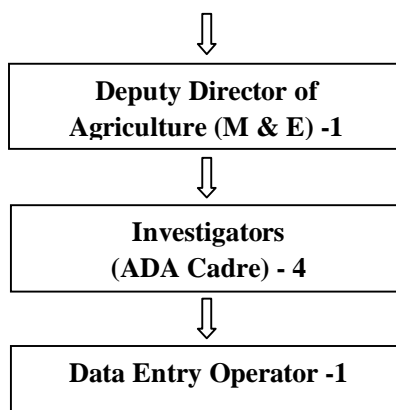 Deputy Director of
Agriculture (M & E) -1
Investigators
(ADA Cadre) - 4
Data Entry Operator -1